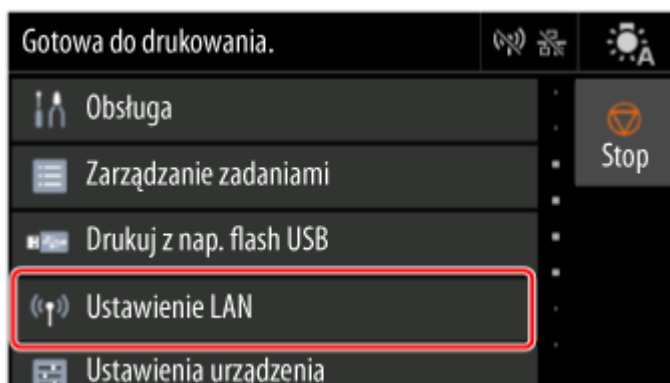 Gotowa do drukowania.
A
Obsługa
Stop
Zarządzanie zadaniami
Drukuj z nap. flash USB
Ustawienie LAN
Ustawienia urządzenia